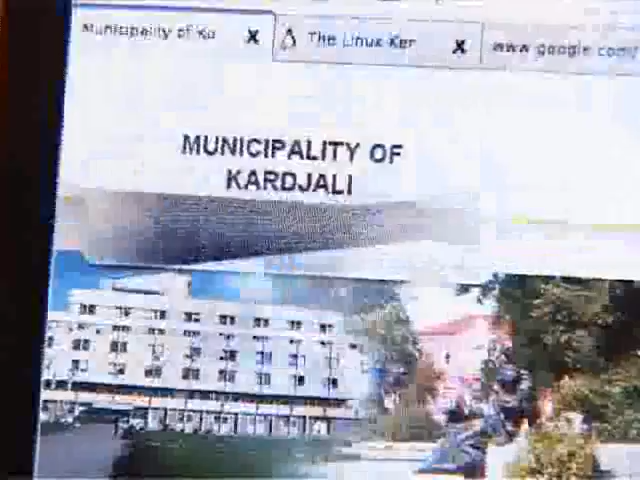 Municipality of Ka X
The Linux Ker X
www.google.com/
MUNICIPALITY OF
KARDJALI